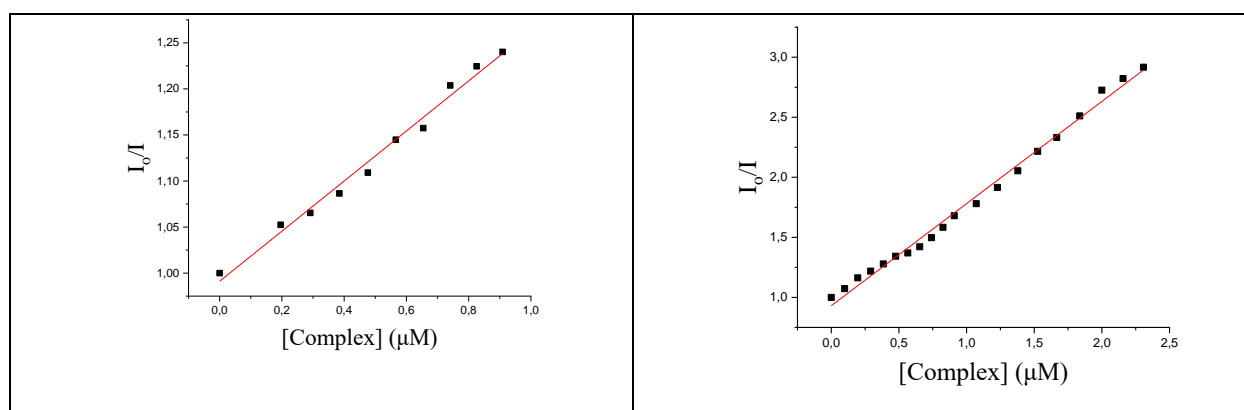 1,25
1,20
1,15
1,10
1,05
1,00
I₀/I
0,0 0,2 0,4 0,6 0,8 1,0
[Complex] (μM)
3,0
2,5
2,0
1,5
1,0
I₀/I
0,0 0,5 1,0 1,5 2,0 2,5
[Complex] (μM)